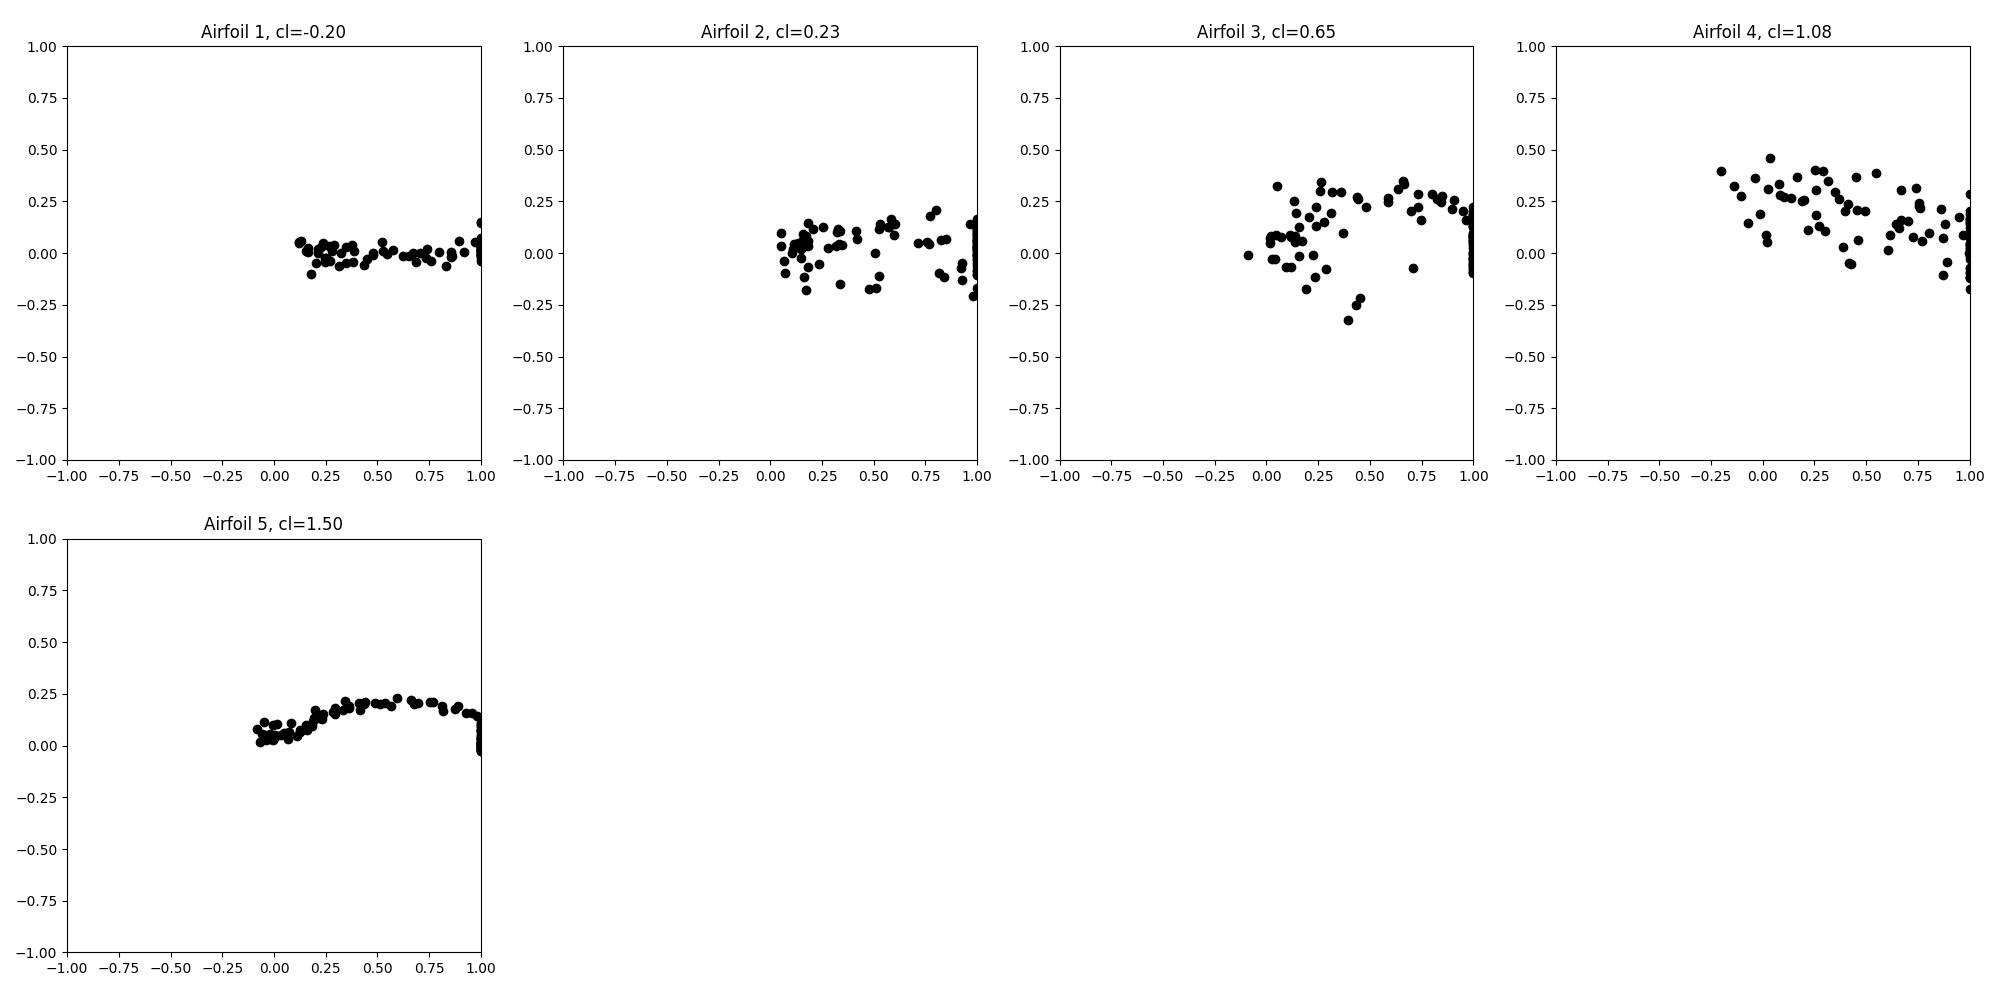 Airfoil 1, cl=-0.20
Airfoil 2, cl=0.23
Airfoil 3, cl=0.65
Airfoil 4, cl=1.08
1.00 1.00 1.00 1.00
0.75 0.75 0.75 0.75
0.50 0.50 0.50 0.50
0.25 0.25 0.25 0.25
0.00 0.00 0.00 0.00
−0.25 −0.25 −0.25 −0.25
−0.50 −0.50 −0.50 −0.50
−0.75 −0.75 −0.75 −0.75
−1.00 −1.00 −1.00 −1.00
−1.00 −0.75 −0.50 −0.25 0.00 0.25 0.50 0.75 1.00
−1.00 −0.75 −0.50 −0.25 0.00 0.25 0.50 0.75 1.00
−1.00 −0.75 −0.50 −0.25 0.00 0.25 0.50 0.75 1.00
−1.00 −0.75 −0.50 −0.25 0.00 0.25 0.50 0.75 1.00
Airfoil 5, cl=1.50
1.00
0.75
0.50
0.25
0.00
−0.25
−0.50
−0.75
−1.00
−1.00 −0.75 −0.50 −0.25 0.00 0.25 0.50 0.75 1.00